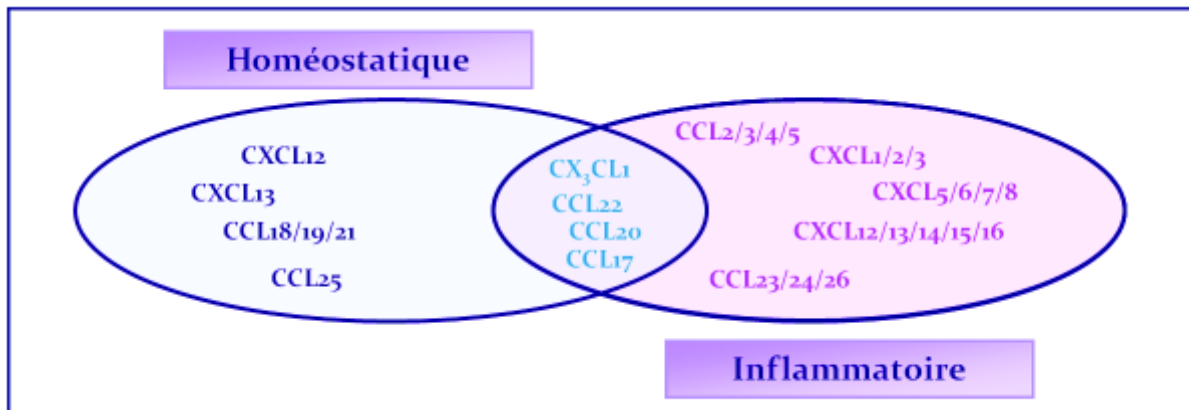 Homéostatique
CXCL12
CXCL13
CCL18/19/21
CCL25
CX₃CL1
CCL22
CCL20
CCL17
CCL2/3/4/5
CXCL1/2/3
CXCL5/6/7/8
CXCL12/13/14/15/16
CCL23/24/26
Inflammatoire